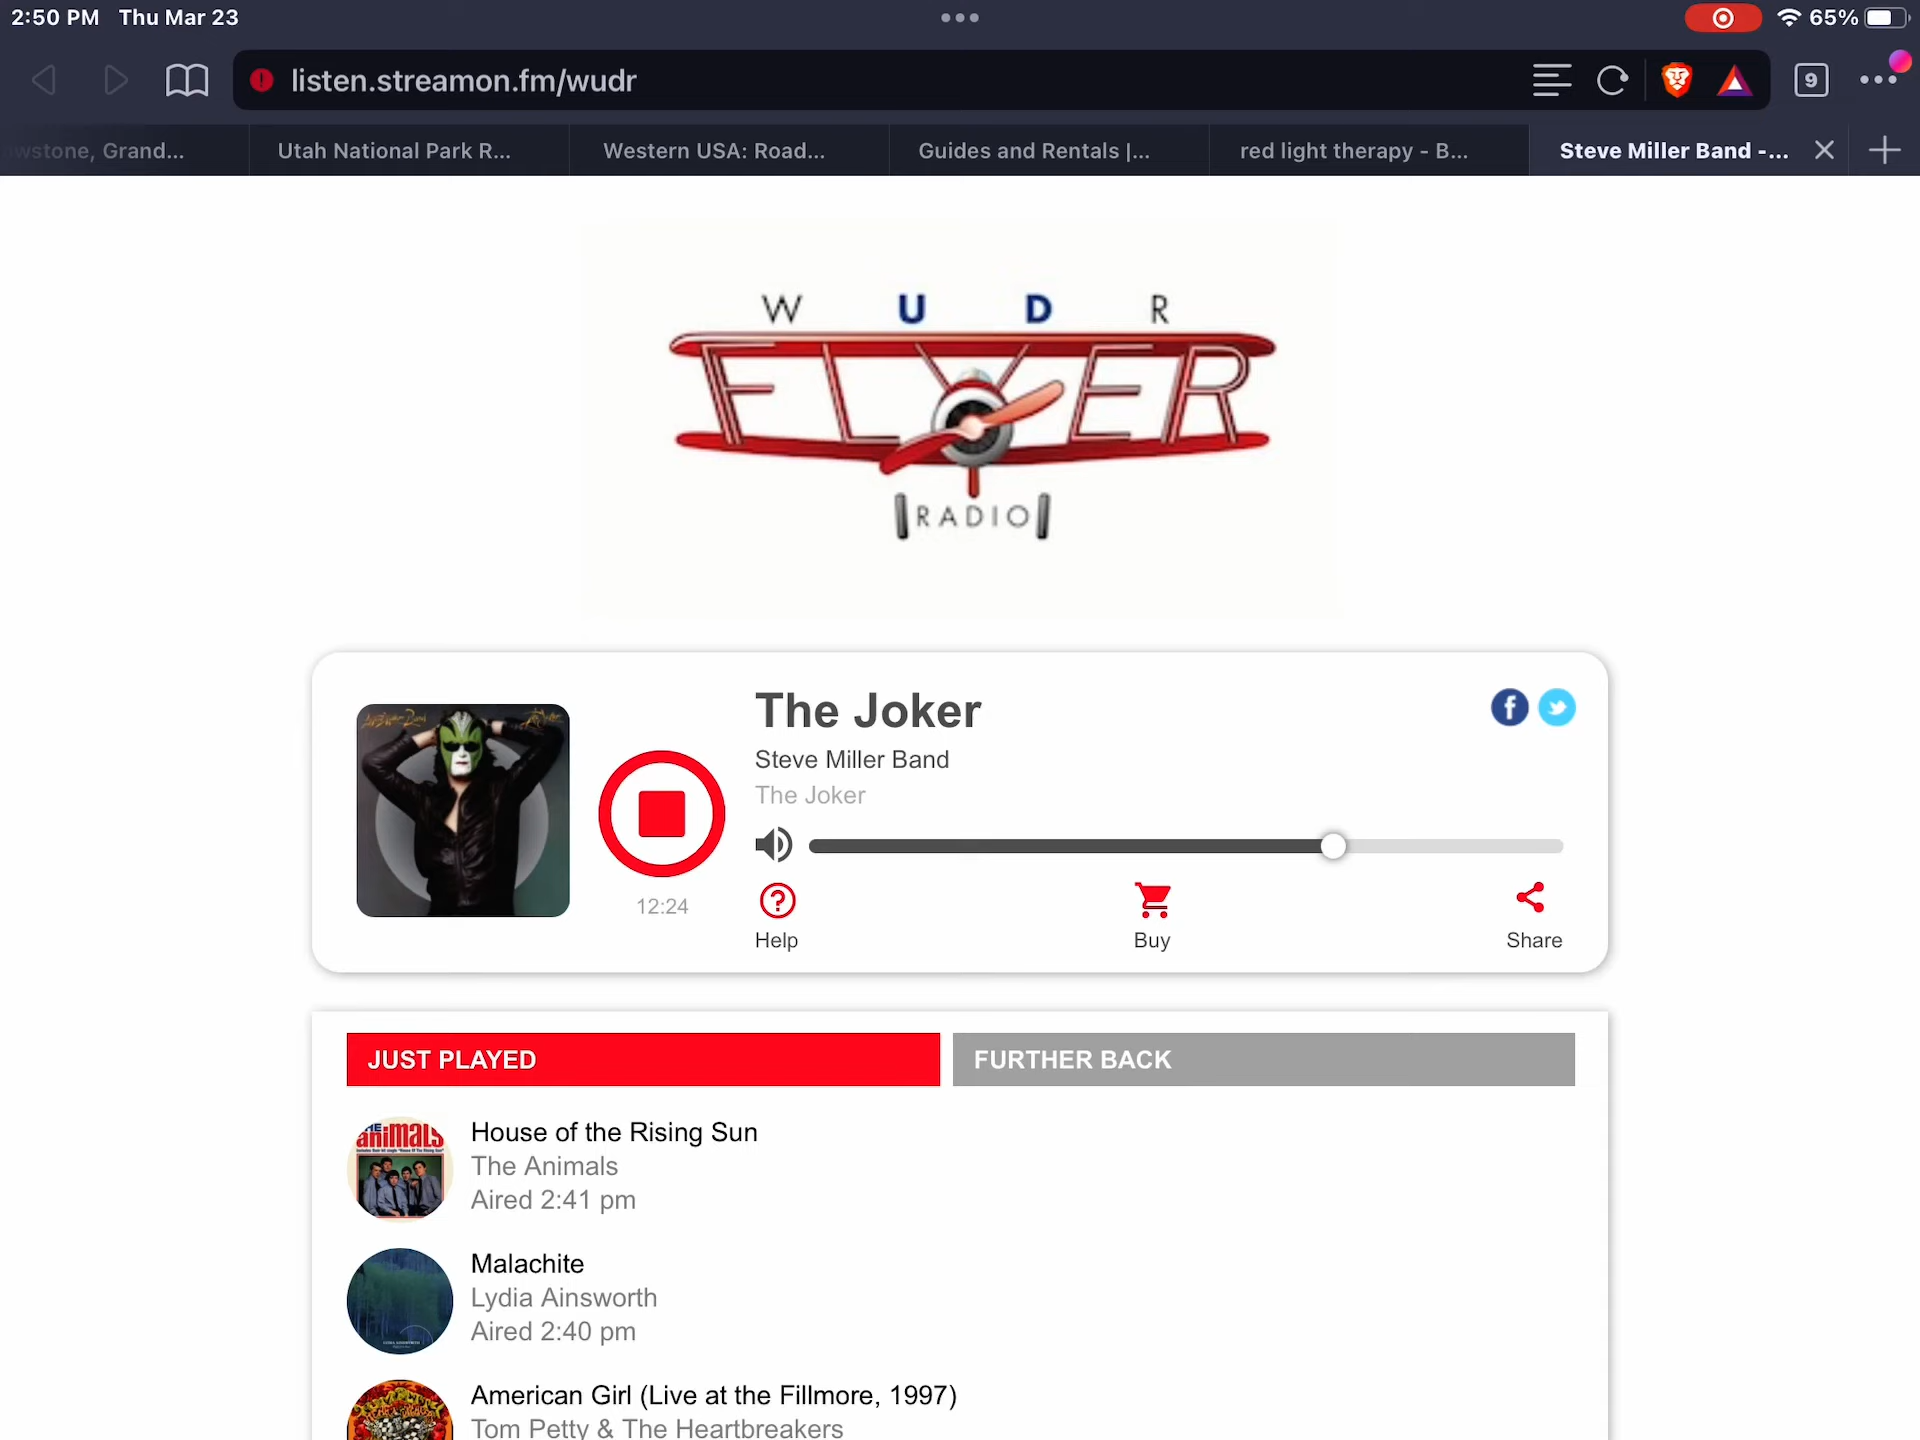 2:50 PM Thu Mar 23
65%
listen.streamon.fm/wudr
9
wstone, Grand...
Utah National Park R...
Western USA: Road...
Guides and Rentals |...
red light therapy - B...
Steve Miller Band -...
W U D R
FLYER
RADIO
The Joker
Steve Miller Band
The Joker
12:24
Help
Buy
Share
JUST PLAYED
FURTHER BACK
THE
animals
House of the Rising Sun
The Animals
Aired 2:41 pm
Malachite
Lydia Ainsworth
Aired 2:40 pm
American Girl (Live at the Fillmore, 1997)
Tom Petty & The Heartbreakers